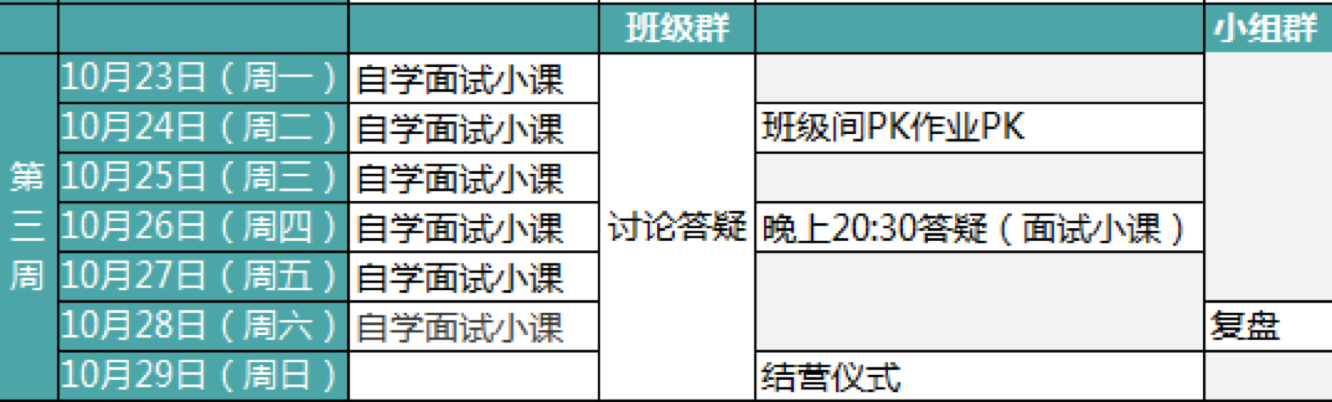 班级群 小组群
10月23日（周一） 自学面试小课
10月24日（周二） 自学面试小课 班级间PK作业PK
第 10月25日（周三） 自学面试小课
三 10月26日（周四） 自学面试小课 讨论答疑 晚上20:30答疑（面试小课）
周 10月27日（周五） 自学面试小课
10月28日（周六） 自学面试小课 复盘
10月29日（周日） 结营仪式